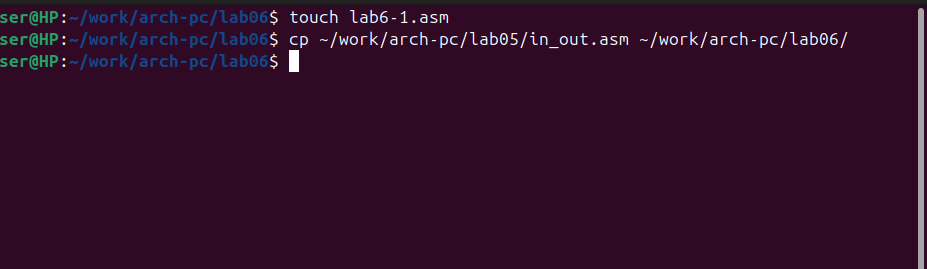 ser@HP:~/work/arch-pc/lab06$ touch lab6-1.asm
ser@HP:~/work/arch-pc/lab06$ cp ~/work/arch-pc/lab05/in_out.asm ~/work/arch-pc/lab06/
ser@HP:~/work/arch-pc/lab06$